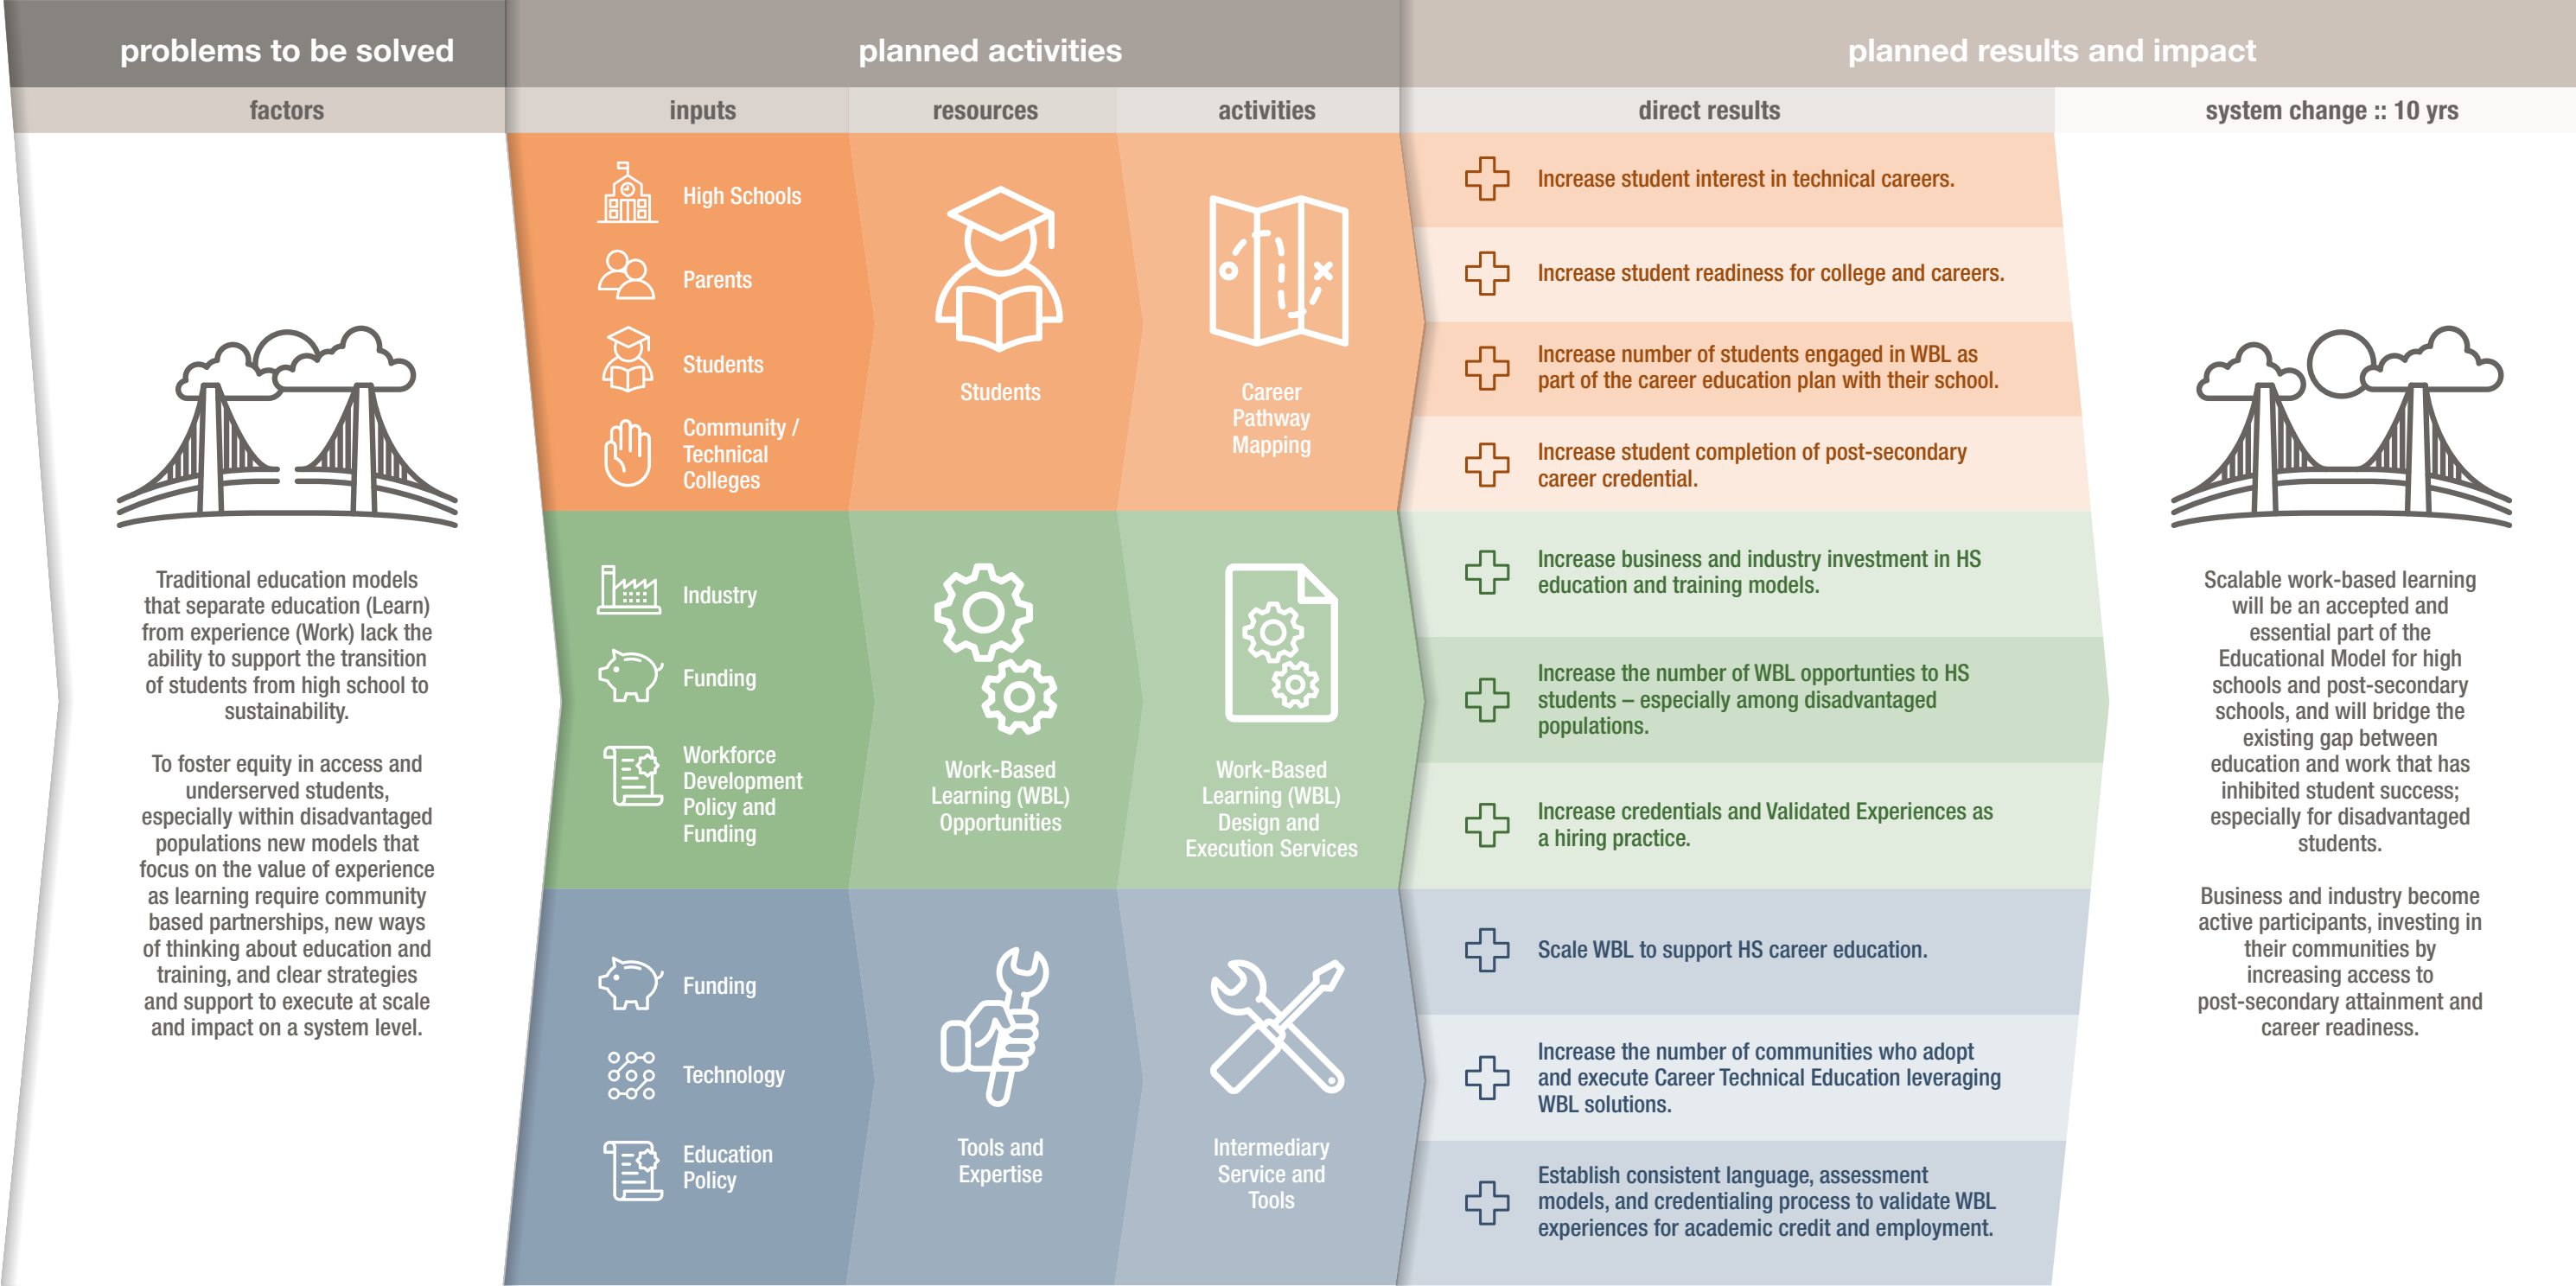 problems to be solved
planned activities
planned results and impact
factors
inputs
resources
activities
direct results
system change :: 10 yrs
Traditional education models
that separate education (Learn)
from experience (Work) lack the
ability to support the transition
of students from high school to
sustainability.
To foster equity in access and
underserved students,
especially within disadvantaged
populations new models that
focus on the value of experience
as learning require community
based partnerships, new ways
of thinking about education and
training, and clear strategies
and support to execute at scale
and impact on a system level.
High Schools
Parents
Students
Community /
Technical
Colleges
Students
Career
Pathway
Mapping
Increase student interest in technical careers.
Increase student readiness for college and careers.
Increase number of students engaged in WBL as
part of the career education plan with their school.
Increase student completion of post-secondary
career credential.
Industry
Funding
Workforce
Development
Policy and
Funding
Work-Based
Learning (WBL)
Opportunities
Work-Based
Learning (WBL)
Design and
Execution Services
Increase business and industry investment in HS
education and training models.
Increase the number of WBL opportunties to HS
students – especially among disadvantaged
populations.
Increase credentials and Validated Experiences as
a hiring practice.
Funding
Technology
Education
Policy
Tools and
Expertise
Intermediary
Service and
Tools
Scale WBL to support HS career education.
Increase the number of communities who adopt
and execute Career Technical Education leveraging
WBL solutions.
Establish consistent language, assessment
models, and credentialing process to validate WBL
experiences for academic credit and employment.
Scalable work-based learning
will be an accepted and
essential part of the
Educational Model for high
schools and post-secondary
schools, and will bridge the
existing gap between
education and work that has
inhibited student success;
especially for disadvantaged
students.
Business and industry become
active participants, investing in
their communities by
increasing access to
post-secondary attainment and
career readiness.